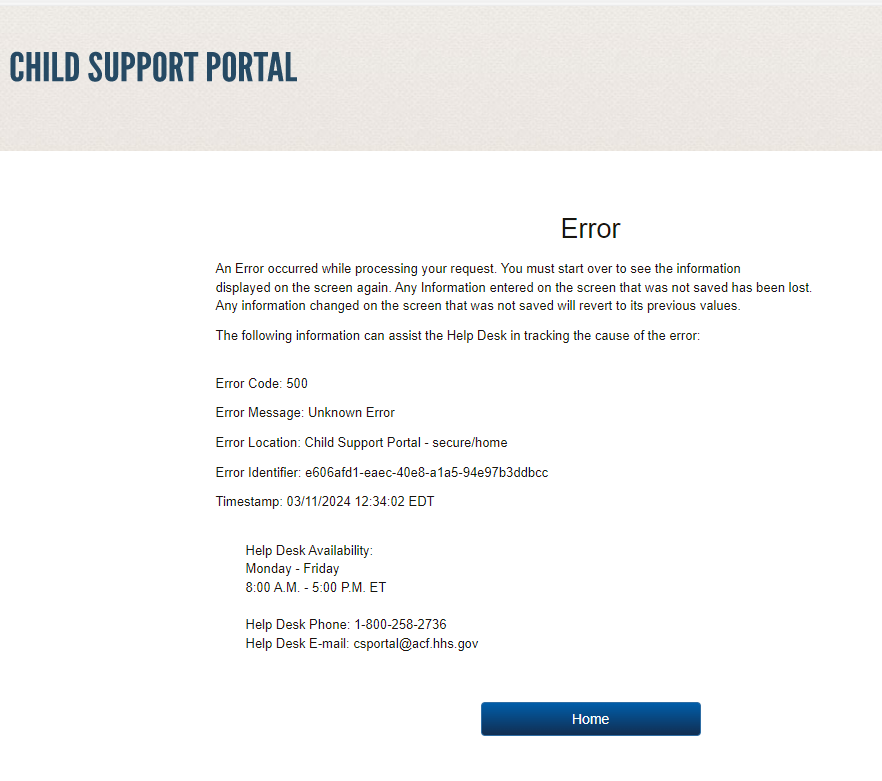 CHILD SUPPORT PORTAL
Error
An Error occurred while processing your request. You must start over to see the information
displayed on the screen again. Any Information entered on the screen that was not saved has been lost.
Any information changed on the screen that was not saved will revert to its previous values.
The following information can assist the Help Desk in tracking the cause of the error:
Error Code: 500
Error Message: Unknown Error
Error Location: Child Support Portal - secure/home
Error Identifier: e606afd1-eaec-40e8-a1a5-94e97b3ddbcc
Timestamp: 03/11/2024 12:34:02 EDT
Help Desk Availability:
Monday - Friday
8:00 A.M. - 5:00 P.M. ET
Help Desk Phone: 1-800-258-2736
Help Desk E-mail: csportal@acf.hhs.gov
Home